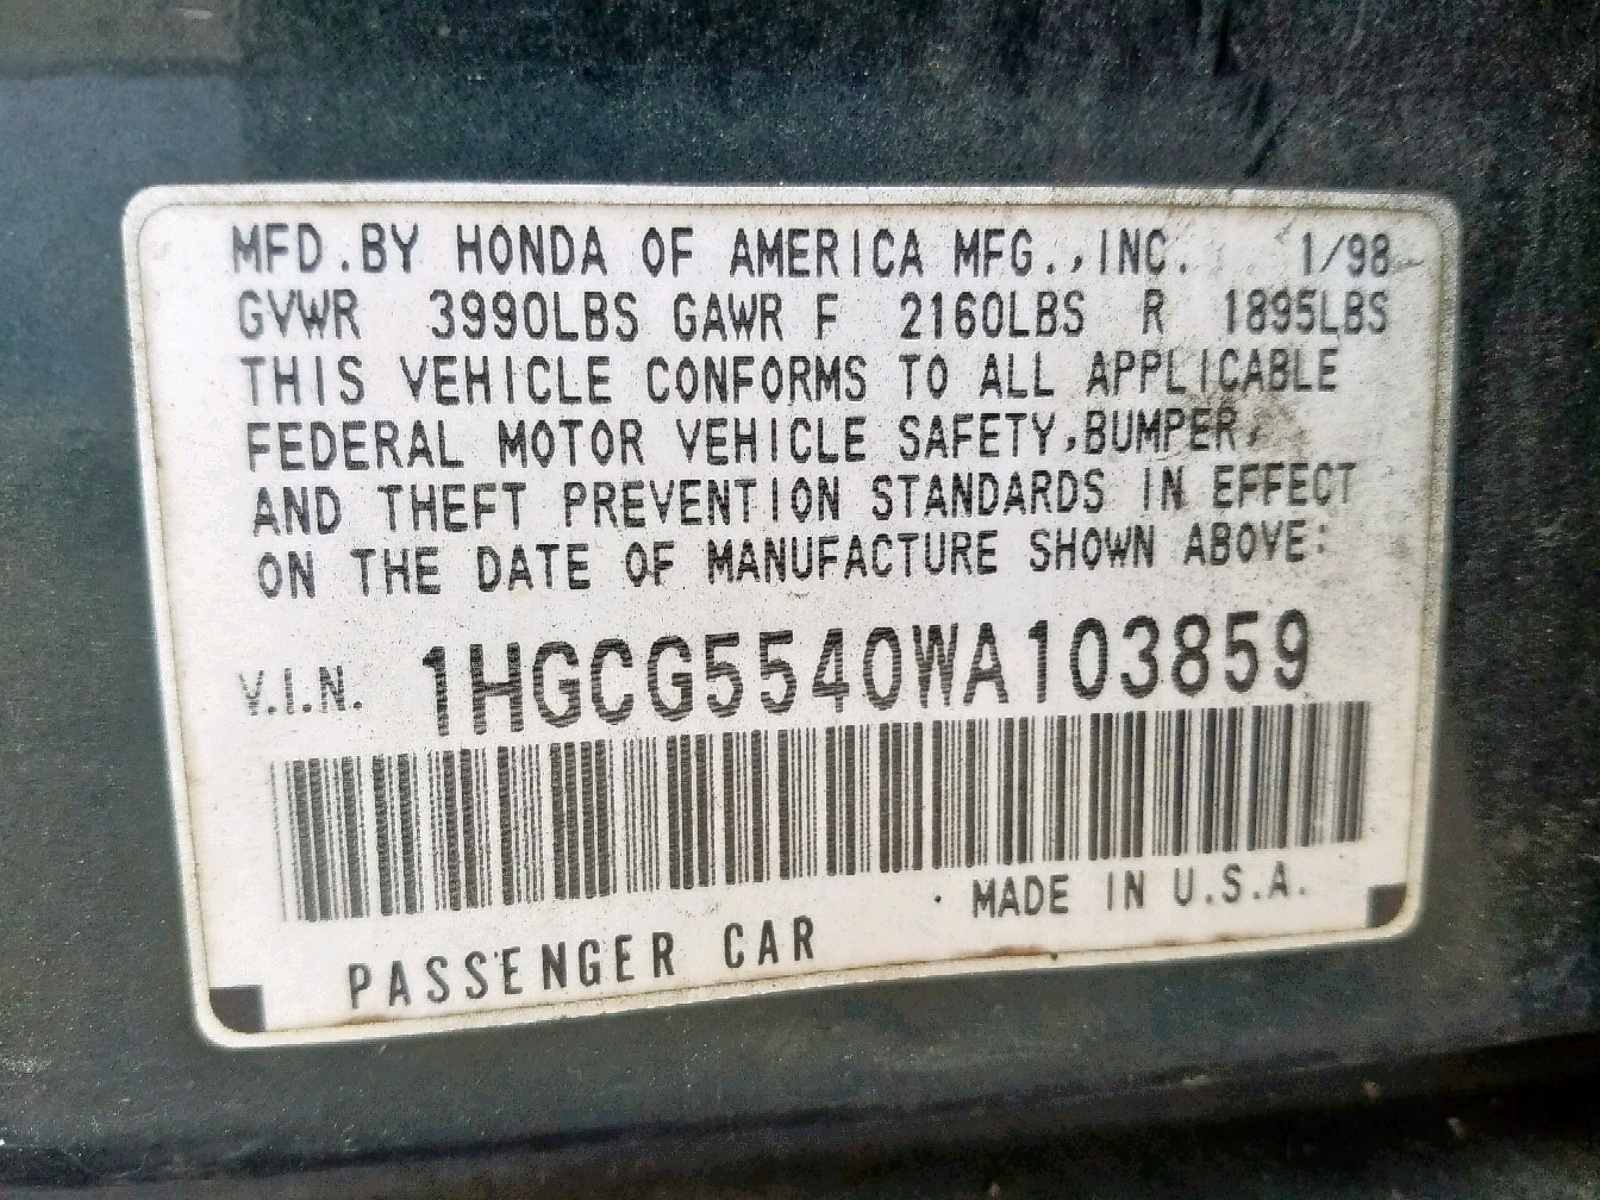 MFD.BY HONDA OF AMERICA MFG.,INC. 1/98
GVWR 3990LBS GAWR F 2160LBS R 1895LBS
THIS VEHICLE CONFORMS TO ALL APPLICABLE
FEDERAL MOTOR VEHICLE SAFETY,BUMPER,
AND THEFT PREVENTION STANDARDS IN EFFECT
ON THE DATE OF MANUFACTURE SHOWN ABOVE:
V.I.N. 1HGCG5540WA103859
MADE IN U.S.A.
PASSENGER CAR